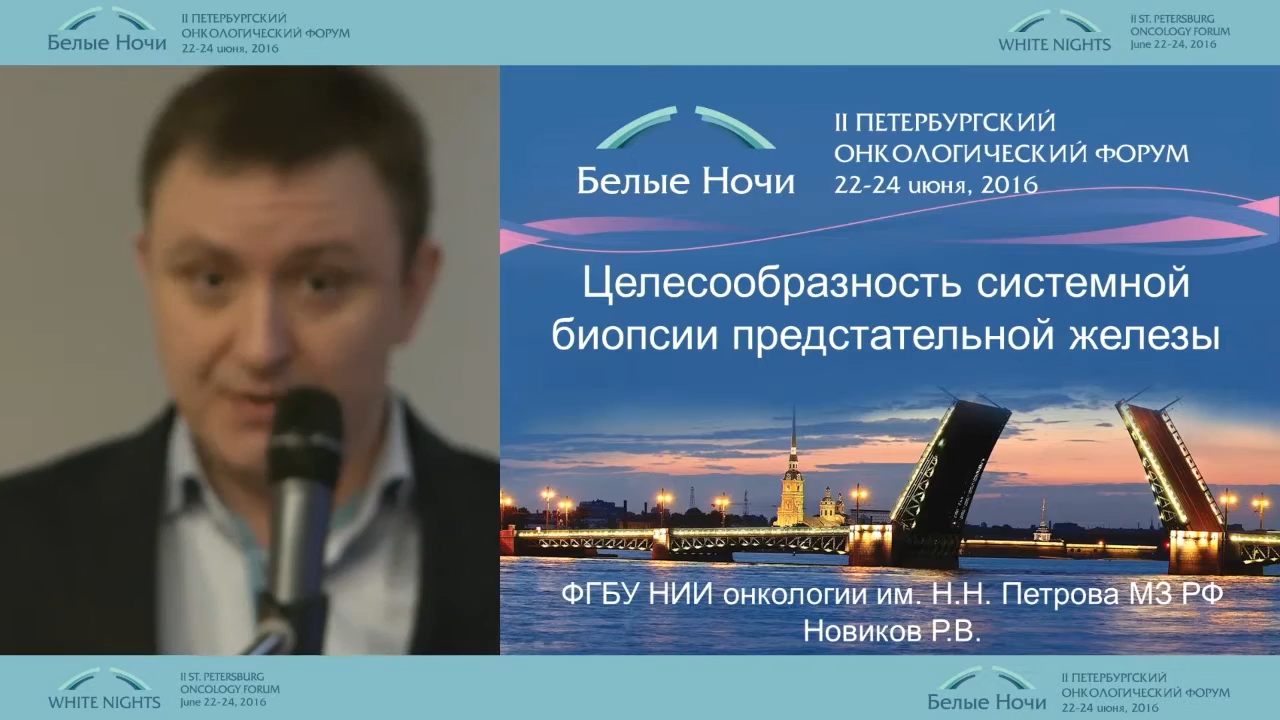 Белые Ночи
II ПЕТЕРБУРГСКИЙ
ОНКОЛОГИЧЕСКИЙ ФОРУМ
22-24 июня, 2016
WHITE NIGHTS
II ST. PETERSBURG
ONCOLOGY FORUM
June 22-24, 2016
Белые Ночи
II ПЕТЕРБУРГСКИЙ
ОНКОЛОГИЧЕСКИЙ ФОРУМ
22-24 июня, 2016
Целесообразность системной
биопсии предстательной железы
ФГБУ НИИ онкологии им. Н.Н. Петрова МЗ РФ
Новиков Р.В.
WHITE NIGHTS
II ST. PETERSBURG
ONCOLOGY FORUM
June 22-24, 2016
Белые Ночи
II ПЕТЕРБУРГСКИЙ
ОНКОЛОГИЧЕСКИЙ ФОРУМ
22-24 июня, 2016